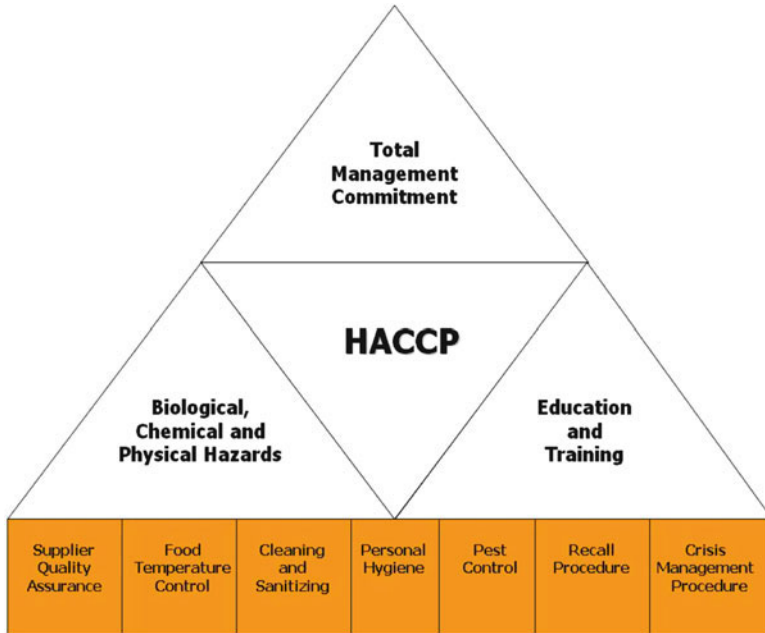 Total
Management
Commitment
HACCP
Biological,
Chemical and
Physical Hazards
Education
and
Training
Supplier
Quality
Assurance
Food
Temperature
Control
Cleaning
and
Sanitizing
Personal
Hygiene
Pest
Control
Recall
Procedure
Crisis
Management
Procedure